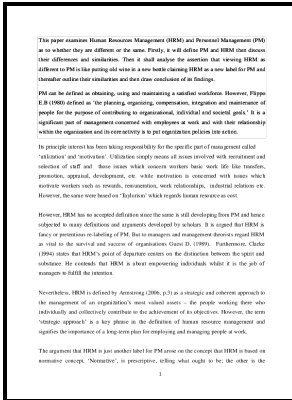 This paper examines Human Resources Management (HRM) and Personnel Management (PM)
as to whether they are different or the same. Firstly, it will define PM and HRM then discuss
their differences and similarities. Then it shall analyse the assertion that viewing HRM as
different to PM is like putting old wine in a new bottle claiming HRM as a new label for PM and
thereafter outline their similarities and then draw conclusion of its findings.
PM can be defined as obtaining, using and maintaining a satisfied workforce. However, Flippo
E.B (1980) defined as 'the planning, organizing, compensation, integration and maintenance of
people for the purpose of contributing to organizational, individual and societal goals.' It is a
significant part of management concerned with employees at work and with their relationship
within the organisation and its core activity is to put organization policies into action.
Its principle interest has been taking responsibility for the specific part of management called
'utilization' and 'motivation'. Utilization simply means all issues involved with recruitment and
selection of staff and those issues which concern workers basic work life like transfers,
promotion, appraisal, development, etc. while motivation is concerned with issues which
motivate workers such as rewards, remuneration, work relationships, industrial relations etc.
However, the same were based on "Taylorism' which regards human resource as cost.
However, HRM has no accepted definition since the same is still developing from PM and hence
subjected to many definitions and arguments developed by scholars. It is argued that HRM is
fancy or pretentious re-labeling of PM. But to managers and management theorists regard HRM
as vital to the survival and success of organisations Guest D. (1989). Furthermore, Clarke
(1994) states that HRM's point of departure centers on the distinction between the spirit and
substance. He contends that HRM is about empowering individuals whilst it is the job of
managers to fulfill the intention.
Nevertheless, HRM is defined by Armstrong (2006, p.3) as a strategic and coherent approach to
the management of an organization's most valued assets – the people working there who
individually and collectively contribute to the achievement of its objectives. However, the term
'strategic approach' is a key phrase in the definition of human resource management and
signifies the importance of a long-term plan for employing and managing people at work.
The argument that HRM is just another label for PM arose on the concept that HRM is based on
normative concept. 'Normative', is prescriptive, telling what ought to be; the other is the
1